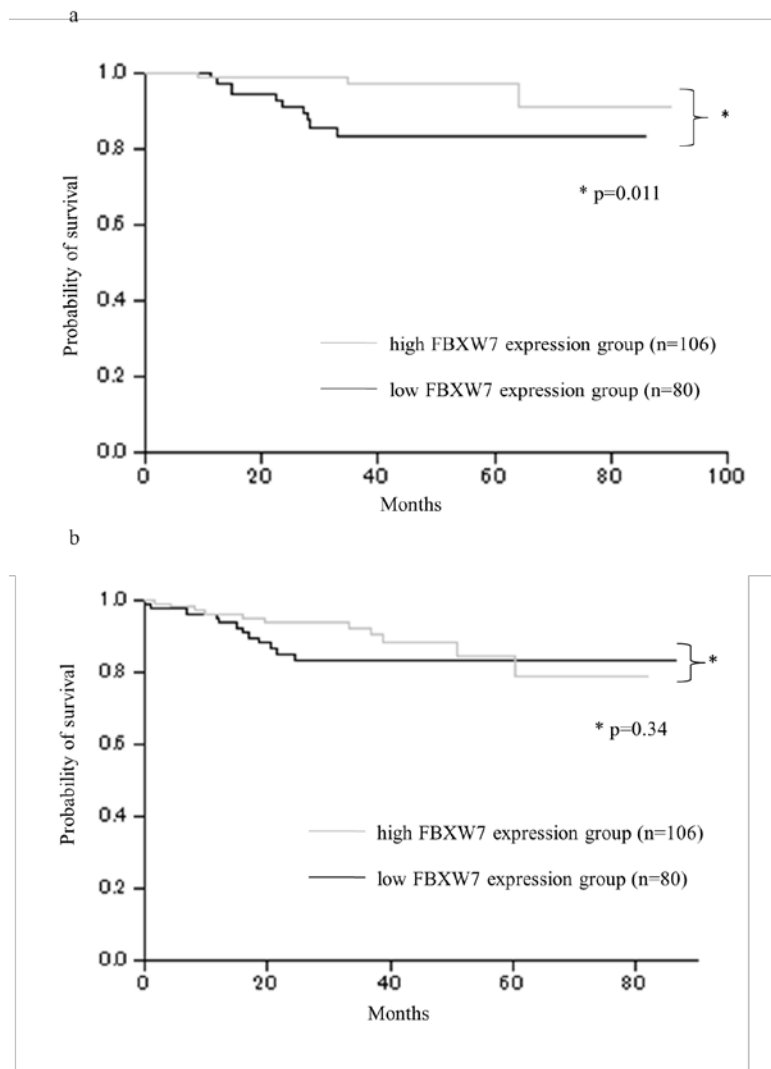 a
1.0
0.8
0.6
0.4
0.2
0.0
Probability of survival
*
* p=0.011
high FBXW7 expression group (n=106)
low FBXW7 expression group (n=80)
0 20 40 60 80 100
Months
b
1.0
0.8
0.6
0.4
0.2
0.0
Probability of survival
*
* p=0.34
high FBXW7 expression group (n=106)
low FBXW7 expression group (n=80)
0 20 40 60 80
Months